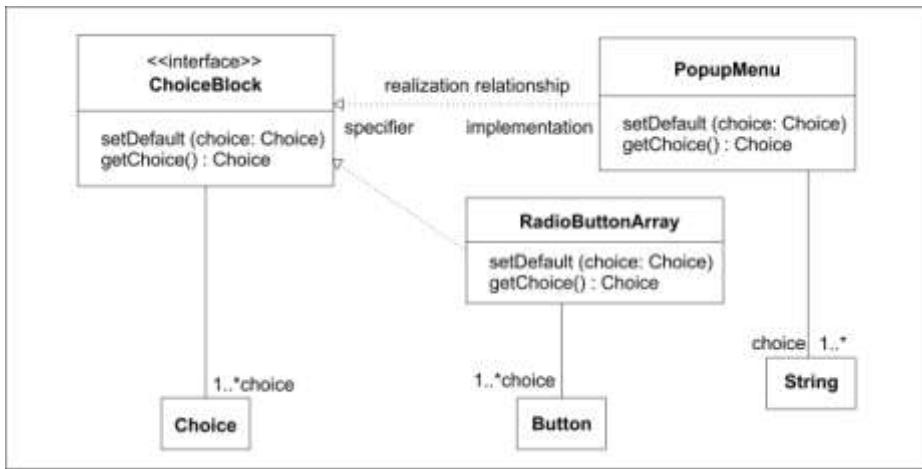 <<interface>>
ChoiceBlock
setDefault (choice: Choice)
getChoice() : Choice
realization relationship
specifier
implementation
PopupMenu
setDefault (choice: Choice)
getChoice() : Choice
RadioButtonArray
setDefault (choice: Choice)
getChoice() : Choice
1..*choice
Choice
1..*choice
Button
choice 1..*
String